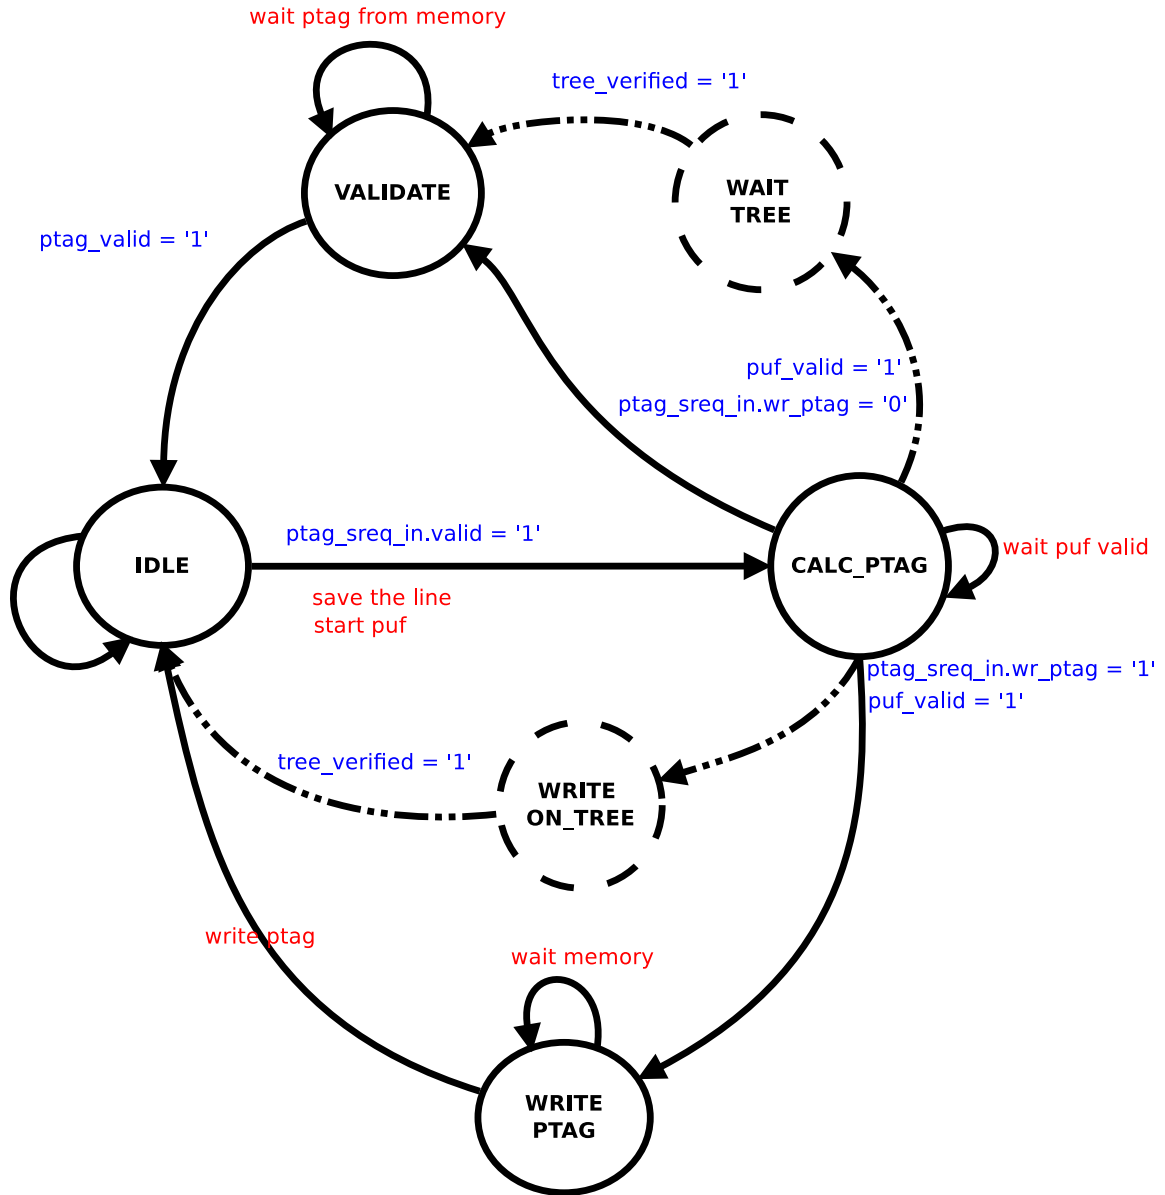 wait ptag from memory
tree_verified = '1'
VALIDATE
WAIT
TREE
ptag_valid = '1'
puf_valid = '1'
ptag_sreq_in.wr_ptag = '0'
ptag_sreq_in.valid = '1'
IDLE
CALC_PTAG
wait puf valid
save the line
start puf
ptag_sreq_in.wr_ptag = '1'
puf_valid = '1'
tree_verified = '1'
WRITE
ON_TREE
write ptag
wait memory
WRITE
PTAG